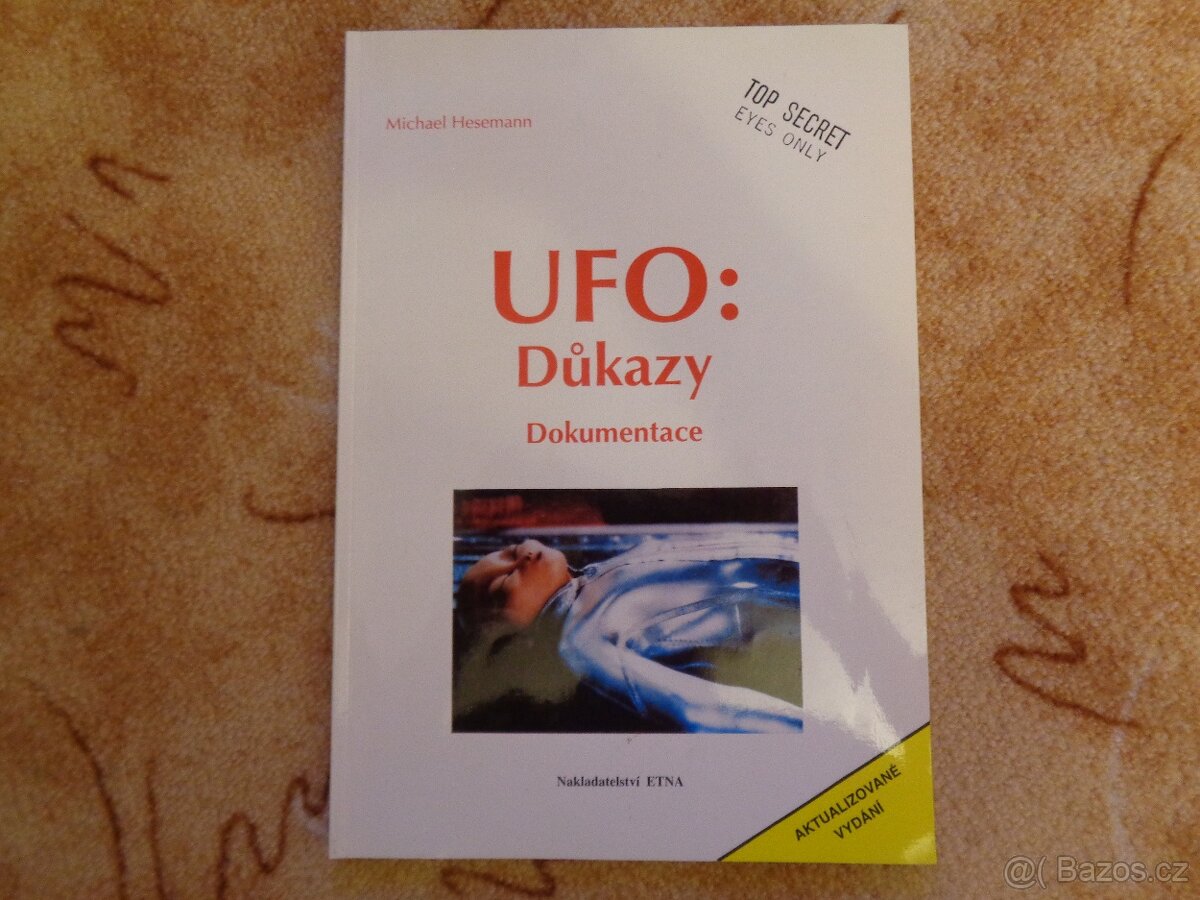 Michael Hesemann
TOP SECRET
EYES ONLY
UFO:
Důkazy
Dokumentace
Nakladatelství ETNA
AKTUALIZOVANÉ
VYDÁNÍ
@( Bazos.cz